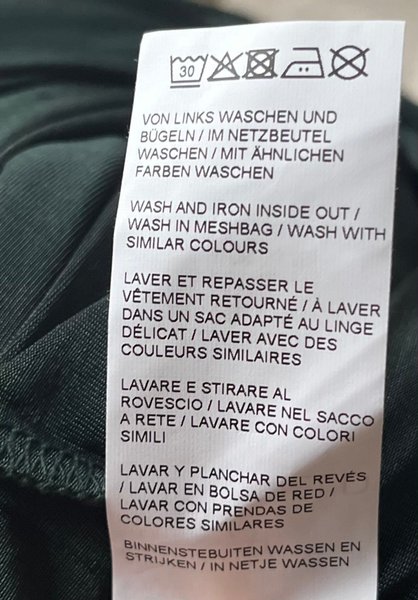 30
VON LINKS WASCHEN UND
BÜGELN / IM NETZBEUTEL
WASCHEN / MIT ÄHNLICHEN
FARBEN WASCHEN
WASH AND IRON INSIDE OUT /
WASH IN MESHBAG / WASH WITH
SIMILAR COLOURS
LAVER ET REPASSER LE
VÊTEMENT RETOURNÉ / À LAVER
DANS UN SAC ADAPTÉ AU LINGE
DÉLICAT / LAVER AVEC DES
COULEURS SIMILAIRES
LAVARE E STIRARE AL
ROVESCIO / LAVARE NEL SACCO
A RETE / LAVARE CON COLORI
SIMILI
LAVAR Y PLANCHAR DEL REVÉS
/ LAVAR EN BOLSA DE RED /
LAVAR CON PRENDAS DE
COLORES SIMILARES
BINNENSTEBUITEN WASSEN EN
STRIJKEN / IN NETJE WASSEN